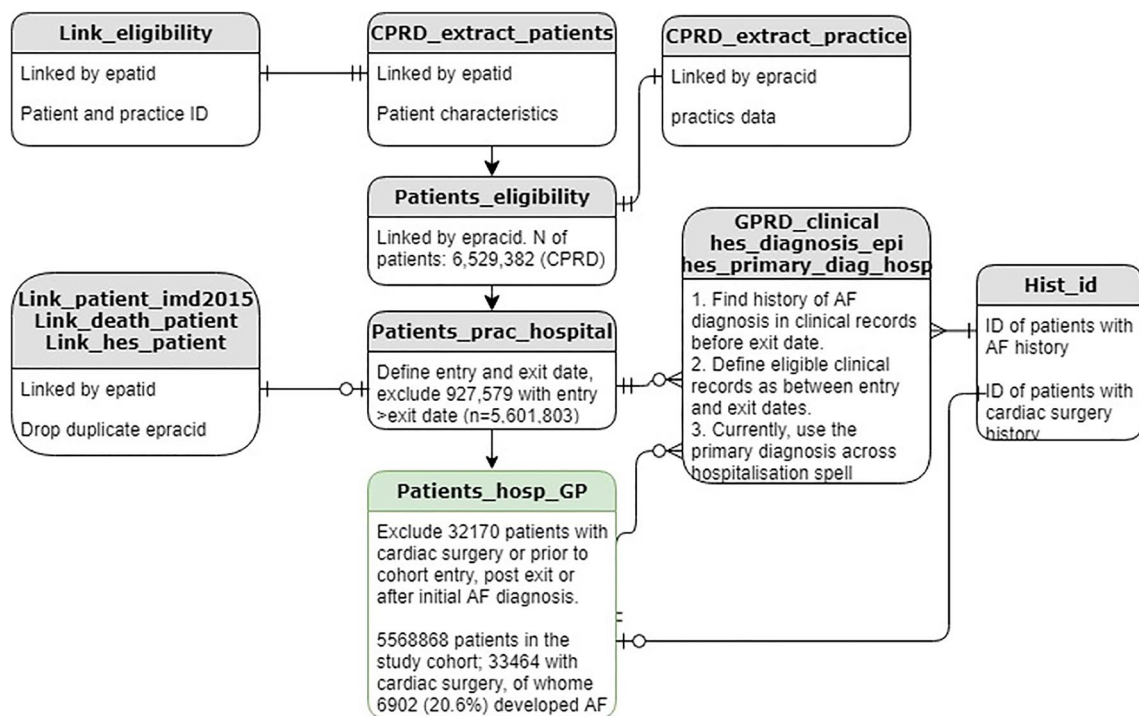 Link_eligibility
Linked by epatid
Patient and practice ID
CPRD_extract_patients
Linked by epatid
Patient characteristics
CPRD_extract_practice
Linked by epracid
practics data
Patients_eligibility
Linked by epracid. N of
patients: 6,529,382 (CPRD)
GPRD_clinical
hes_diagnosis_epi
hes_primary_diag_hosp
1. Find history of AF
diagnosis in clinical records
before exit date.
2. Define eligible clinical
records as between entry
and exit dates.
3. Currently, use the
primary diagnosis across
hospitalisation spell
Hist_id
ID of patients with
AF history
ID of patients with
cardiac surgery
history
Link_patient_imd2015
Link_death_patient
Link_hes_patient
Linked by epatid
Drop duplicate epracid
Patients_prac_hospital
Define entry and exit date,
exclude 927,579 with entry
>exit date (n=5,601,803)
Patients_hosp_GP
Exclude 32170 patients with
cardiac surgery or prior to
cohort entry, post exit or
after initial AF diagnosis.
5568868 patients in the
study cohort; 33464 with
cardiac surgery, of whome
6902 (20.6%) developed AF